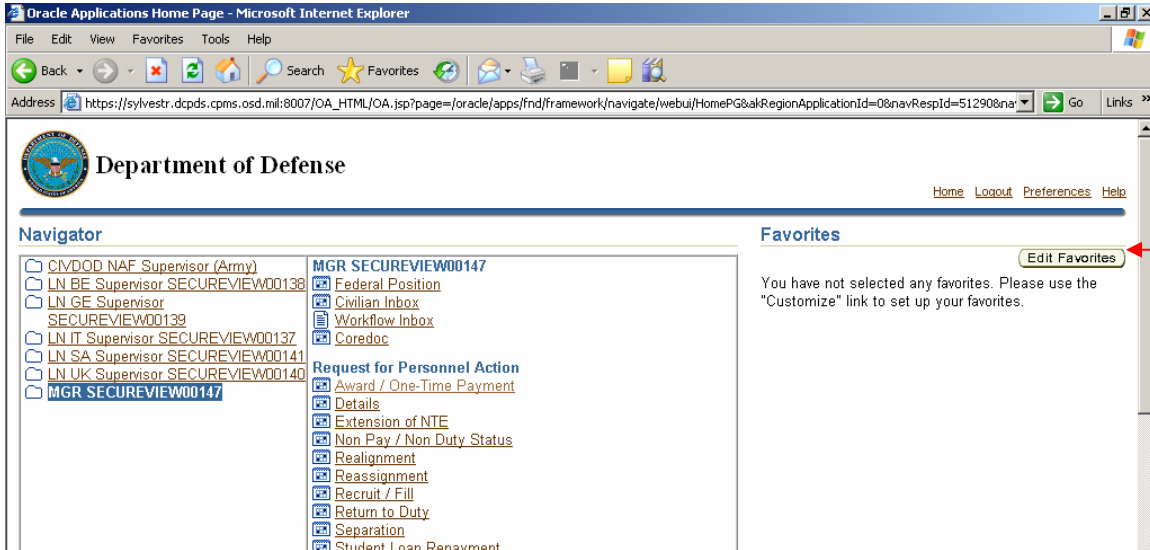 Oracle Applications Home Page - Microsoft Internet Explorer
File Edit View Favorites Tools Help
Back Search Favorites
Address https://sylvestr.dcpds.cpms.osd.mil:8007/OA_HTML/OA.jsp?page=/oracle/apps/fnd/framework/navigate/webui/HomePG&akRegionApplicationId=0&navRespId=51290&na Go Links »
Department of Defense
Home Logout Preferences Help
Navigator
CIVDOD NAF Supervisor (Army)
LN BE Supervisor SECUREVIEW00138
LN GE Supervisor
SECUREVIEW00139
LN IT Supervisor SECUREVIEW00137
LN SA Supervisor SECUREVIEW00141
LN UK Supervisor SECUREVIEW00140
MGR SECUREVIEW00147
MGR SECUREVIEW00147
Federal Position
Civilian Inbox
Workflow Inbox
Coredoc
Request for Personnel Action
Award / One-Time Payment
Details
Extension of NTE
Non Pay / Non Duty Status
Realignment
Reassignment
Recruit / Fill
Return to Duty
Separation
Student Loan Repayment
Favorites
Edit Favorites
You have not selected any favorites. Please use the
"Customize" link to set up your favorites.